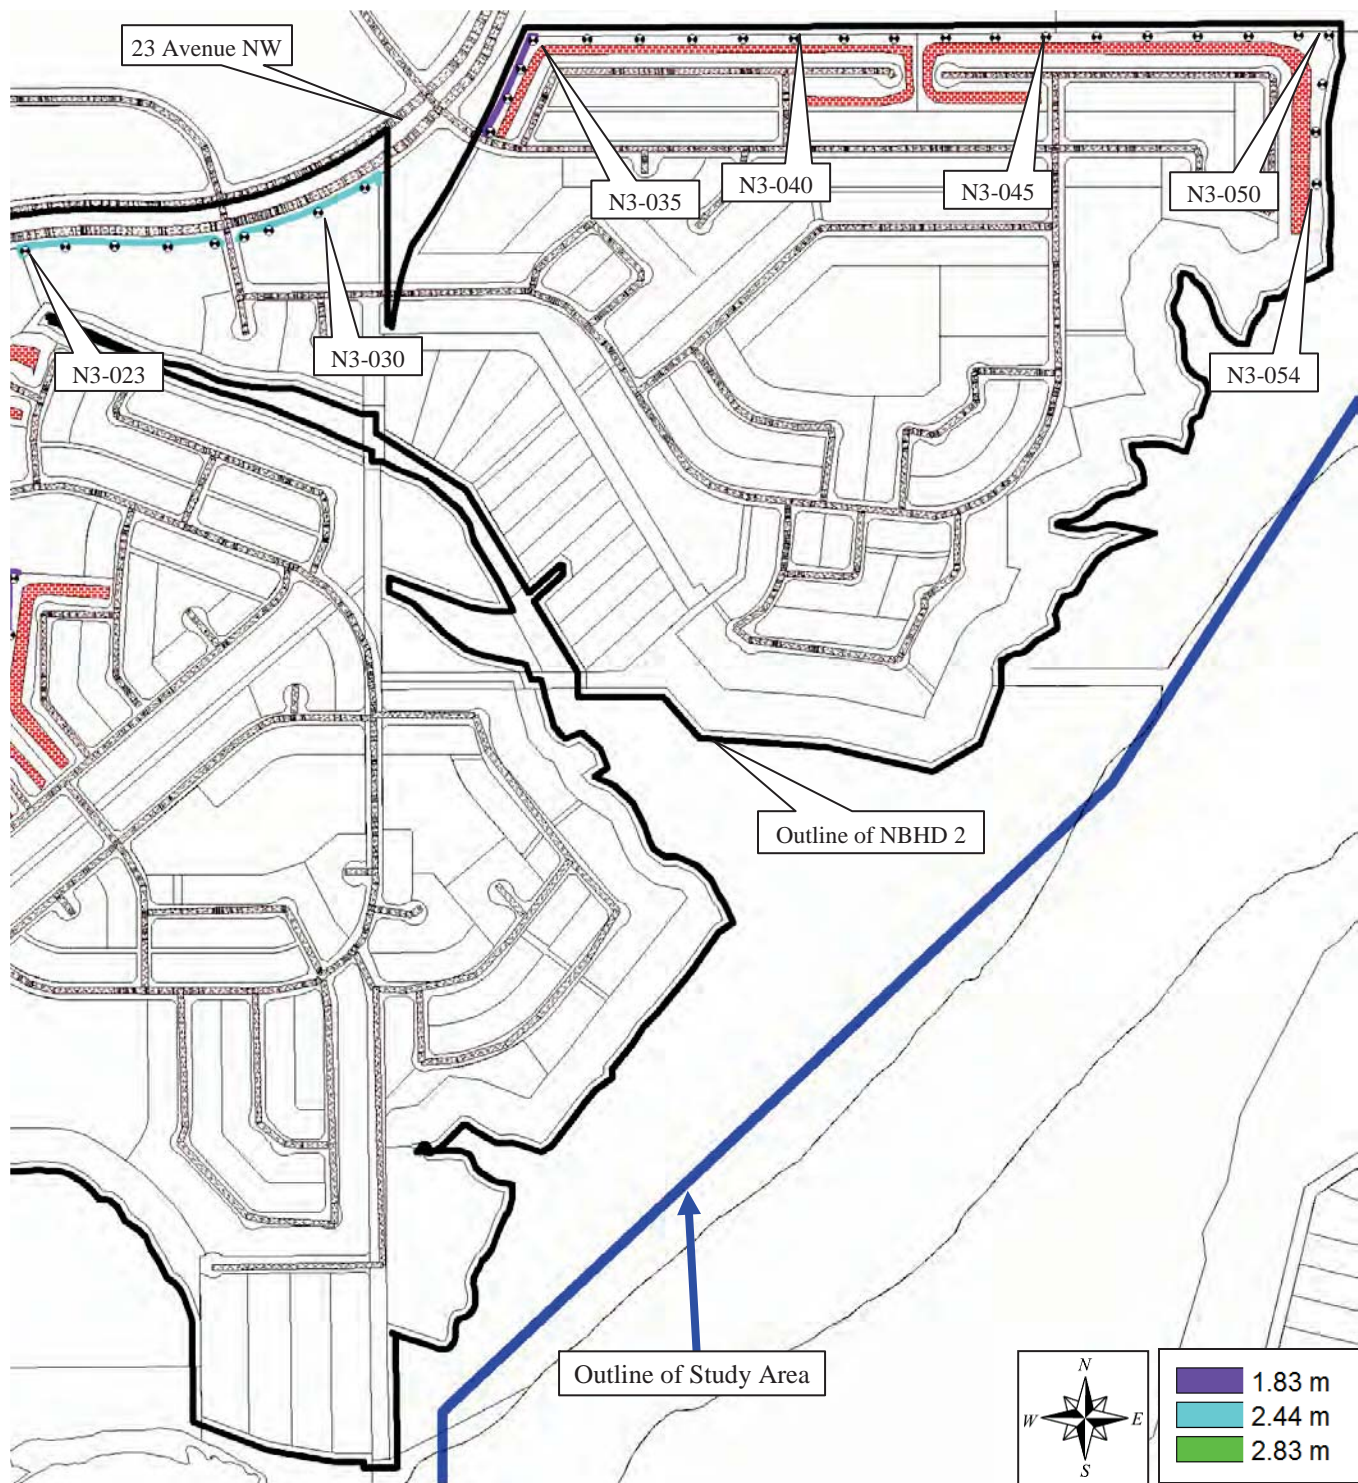 23 Avenue NW
N3-035
N3-040
N3-045
N3-050
N3-023
N3-030
N3-054
Outline of NBHD 2
Outline of Study Area
N
W
E
S
1.83 m
2.44 m
2.83 m